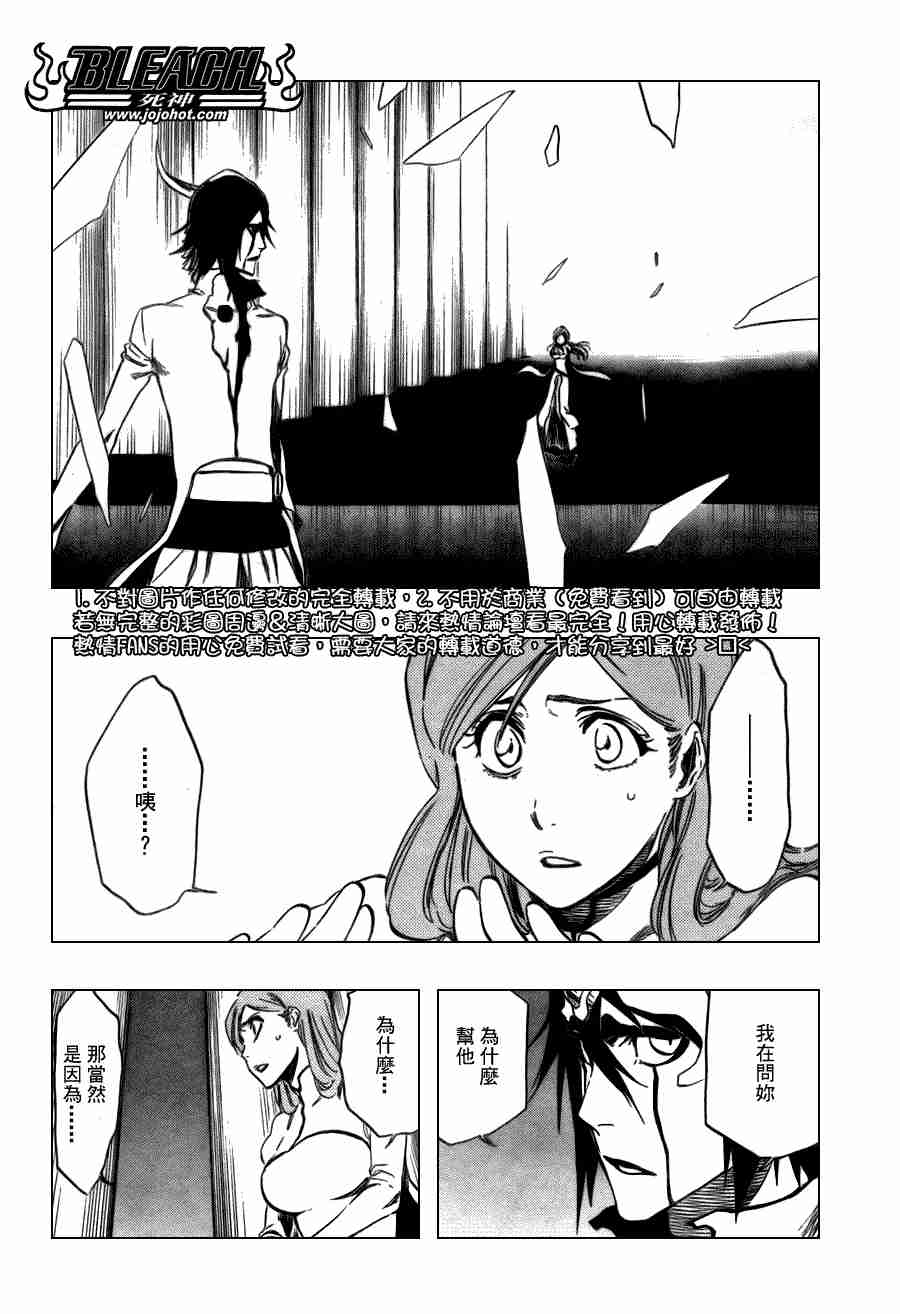 BLEACH
死神
www.jojohot.com
1. 不對圖片作任何修改的完全轉載，2. 不用於商業（免費看到）可自由轉載
若無完整的彩圖周漫&清晰大圖，請來熱情論壇看最完全！用心轉載發佈！
熱情FANS的用心免費試看，需要大家的轉載道德，才能分享到最好 >□<
——……
……咦……？
我在問妳
為什麼
幫他
為什麼……
那當然
是因為……